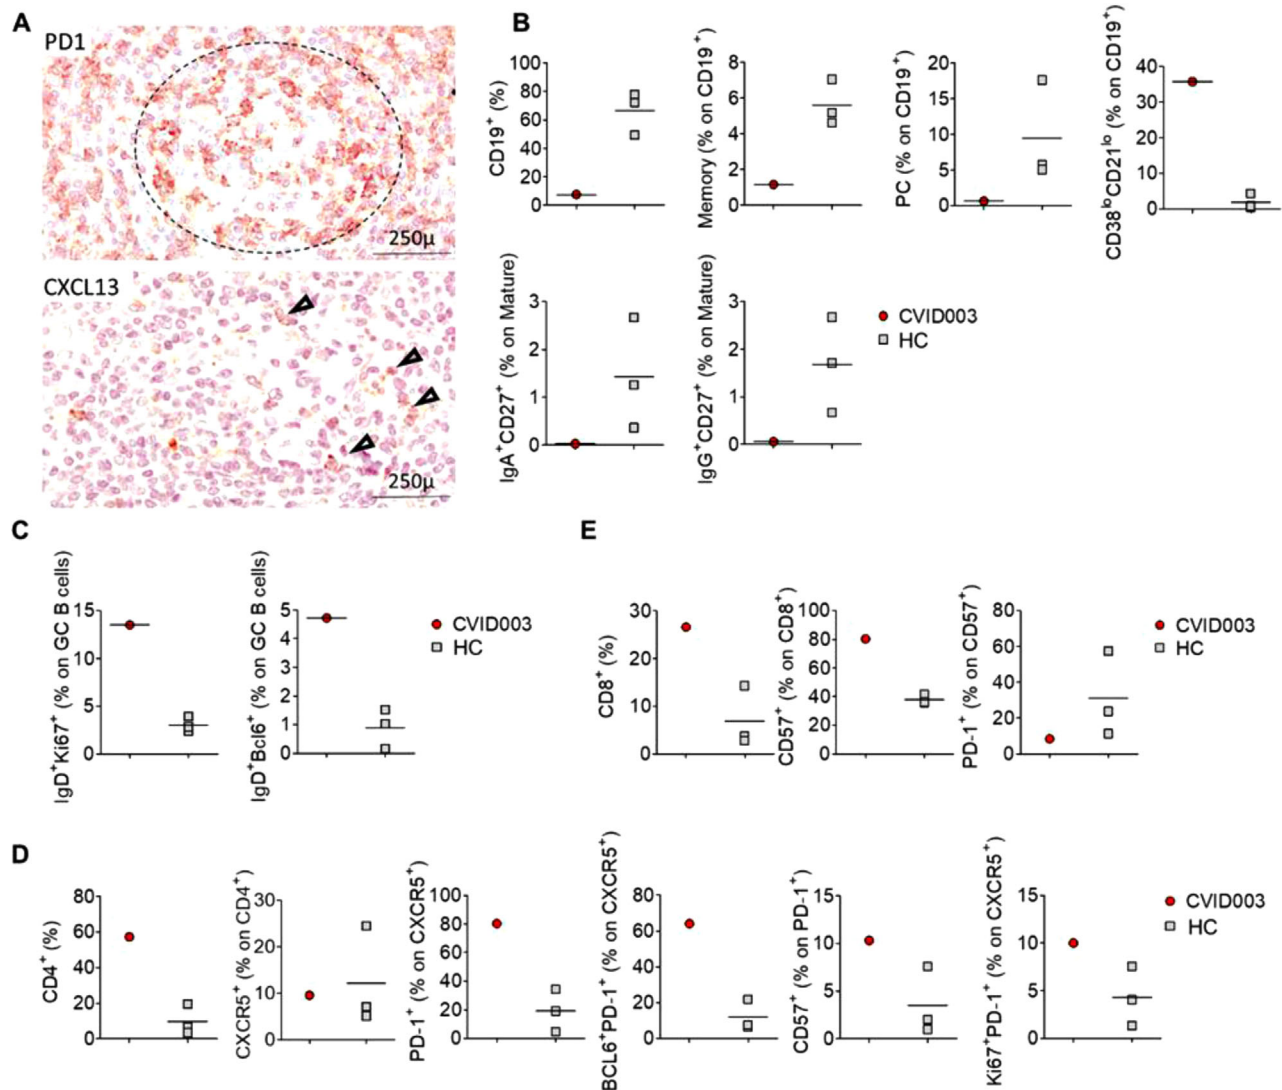 A
PD1
250µ
CXCL13
250µ
B
CD19⁺ (%)
100
80
60
40
20
0
Memory (% on CD19⁺)
8
6
4
2
0
PC (% on CD19⁺)
20
15
10
5
0
CD38ˡᵒCD21ˡᵒ (% on CD19⁺)
40
30
20
10
0
IgA⁺CD27⁺ (% on Mature)
3
2
1
0
IgG⁺CD27⁺ (% on Mature)
3
2
1
0
CVID003
HC
C
IgD⁺Ki67⁺ (% on GC B cells)
15
10
5
0
IgD⁺Bcl6⁺ (% on GC B cells)
5
4
3
2
1
0
CVID003
HC
E
CD8⁺ (%)
30
20
10
0
CD57⁺ (% on CD8⁺)
100
80
60
40
20
0
PD-1⁺ (% on CD57⁺)
80
60
40
20
0
CVID003
HC
D
CD4⁺ (%)
80
60
40
20
0
CXCR5⁺ (% on CD4⁺)
30
20
10
0
PD-1⁺ (% on CXCR5⁺)
100
80
60
40
20
0
BCL6⁺PD-1⁺ (% on CXCR5⁺)
80
60
40
20
0
CD57⁺ (% on PD-1⁺)
15
10
5
0
Ki67⁺PD-1⁺ (% on CXCR5⁺)
15
10
5
0
CVID003
HC